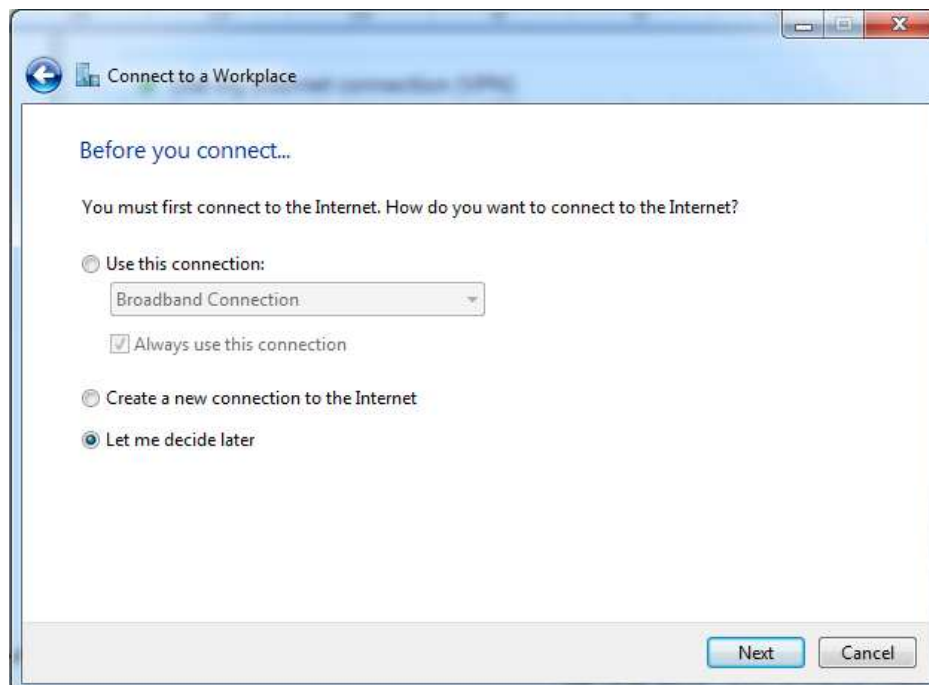 Connect to a Workplace
Before you connect...
You must first connect to the Internet. How do you want to connect to the Internet?
Use this connection:
Broadband Connection
Always use this connection
Create a new connection to the Internet
Let me decide later
Next Cancel